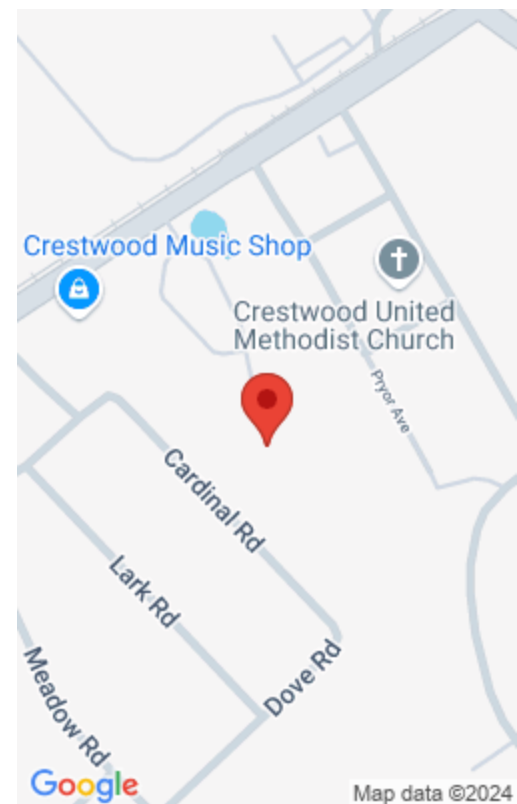 Crestwood Music Shop
Crestwood United
Methodist Church
Pryor Ave
Cardinal Rd
Lark Rd
Dove Rd
Meadow Rd
Google
Map data ©2024